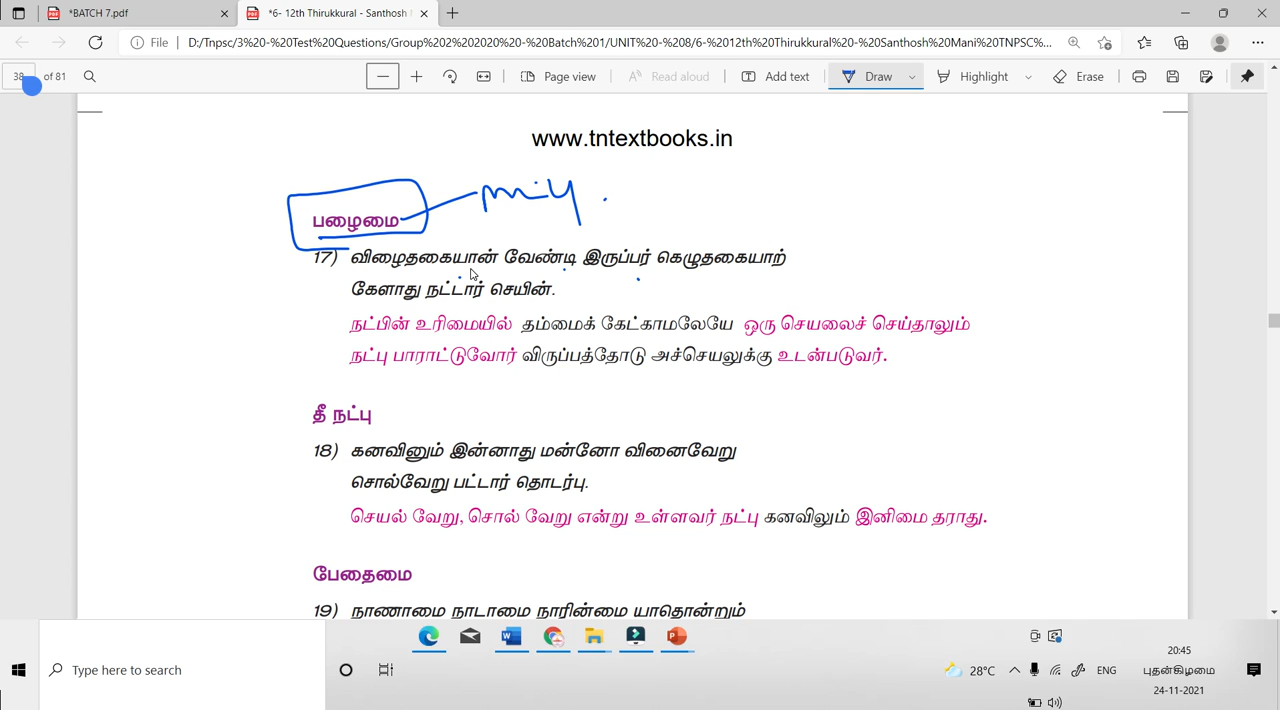 *BATCH 7.pdf
*6- 12th Thirukkural - Santhosh
File D:/Tnpsc/3%20-%20Test%20Questions/Group%202%202020%20-%20Batch%201/UNIT%20-%208/6-%2012th%20Thirukkural%20-%20Santhosh%20Mani%20TNPSC%...
38 of 81 Page view Read aloud Add text Draw Highlight Erase
www.tntextbooks.in
பழைமை
17) விழைதகையான் வேண்டி இருப்பர் கெழுதகையாற்
கேளாது நட்டார் செயின்.
நட்பின் உரிமையில் தம்மைக் கேட்காமலேயே ஒரு செயலைச் செய்தாலும்
நட்பு பாராட்டுவோர் விருப்பத்தோடு அச்செயலுக்கு உடன்படுவர்.
தீ நட்பு
18) கனவினும் இன்னாது மன்னோ வினைவேறு
சொல்வேறு பட்டார் தொடர்பு.
செயல் வேறு, சொல் வேறு என்று உள்ளவர் நட்பு கனவிலும் இனிமை தராது.
பேதைமை
19) நாணாமை நாடாமை நாரின்மை யாதொன்றும்
Type here to search
28°C
ENG
20:45
புதன்கிழமை
24-11-2021